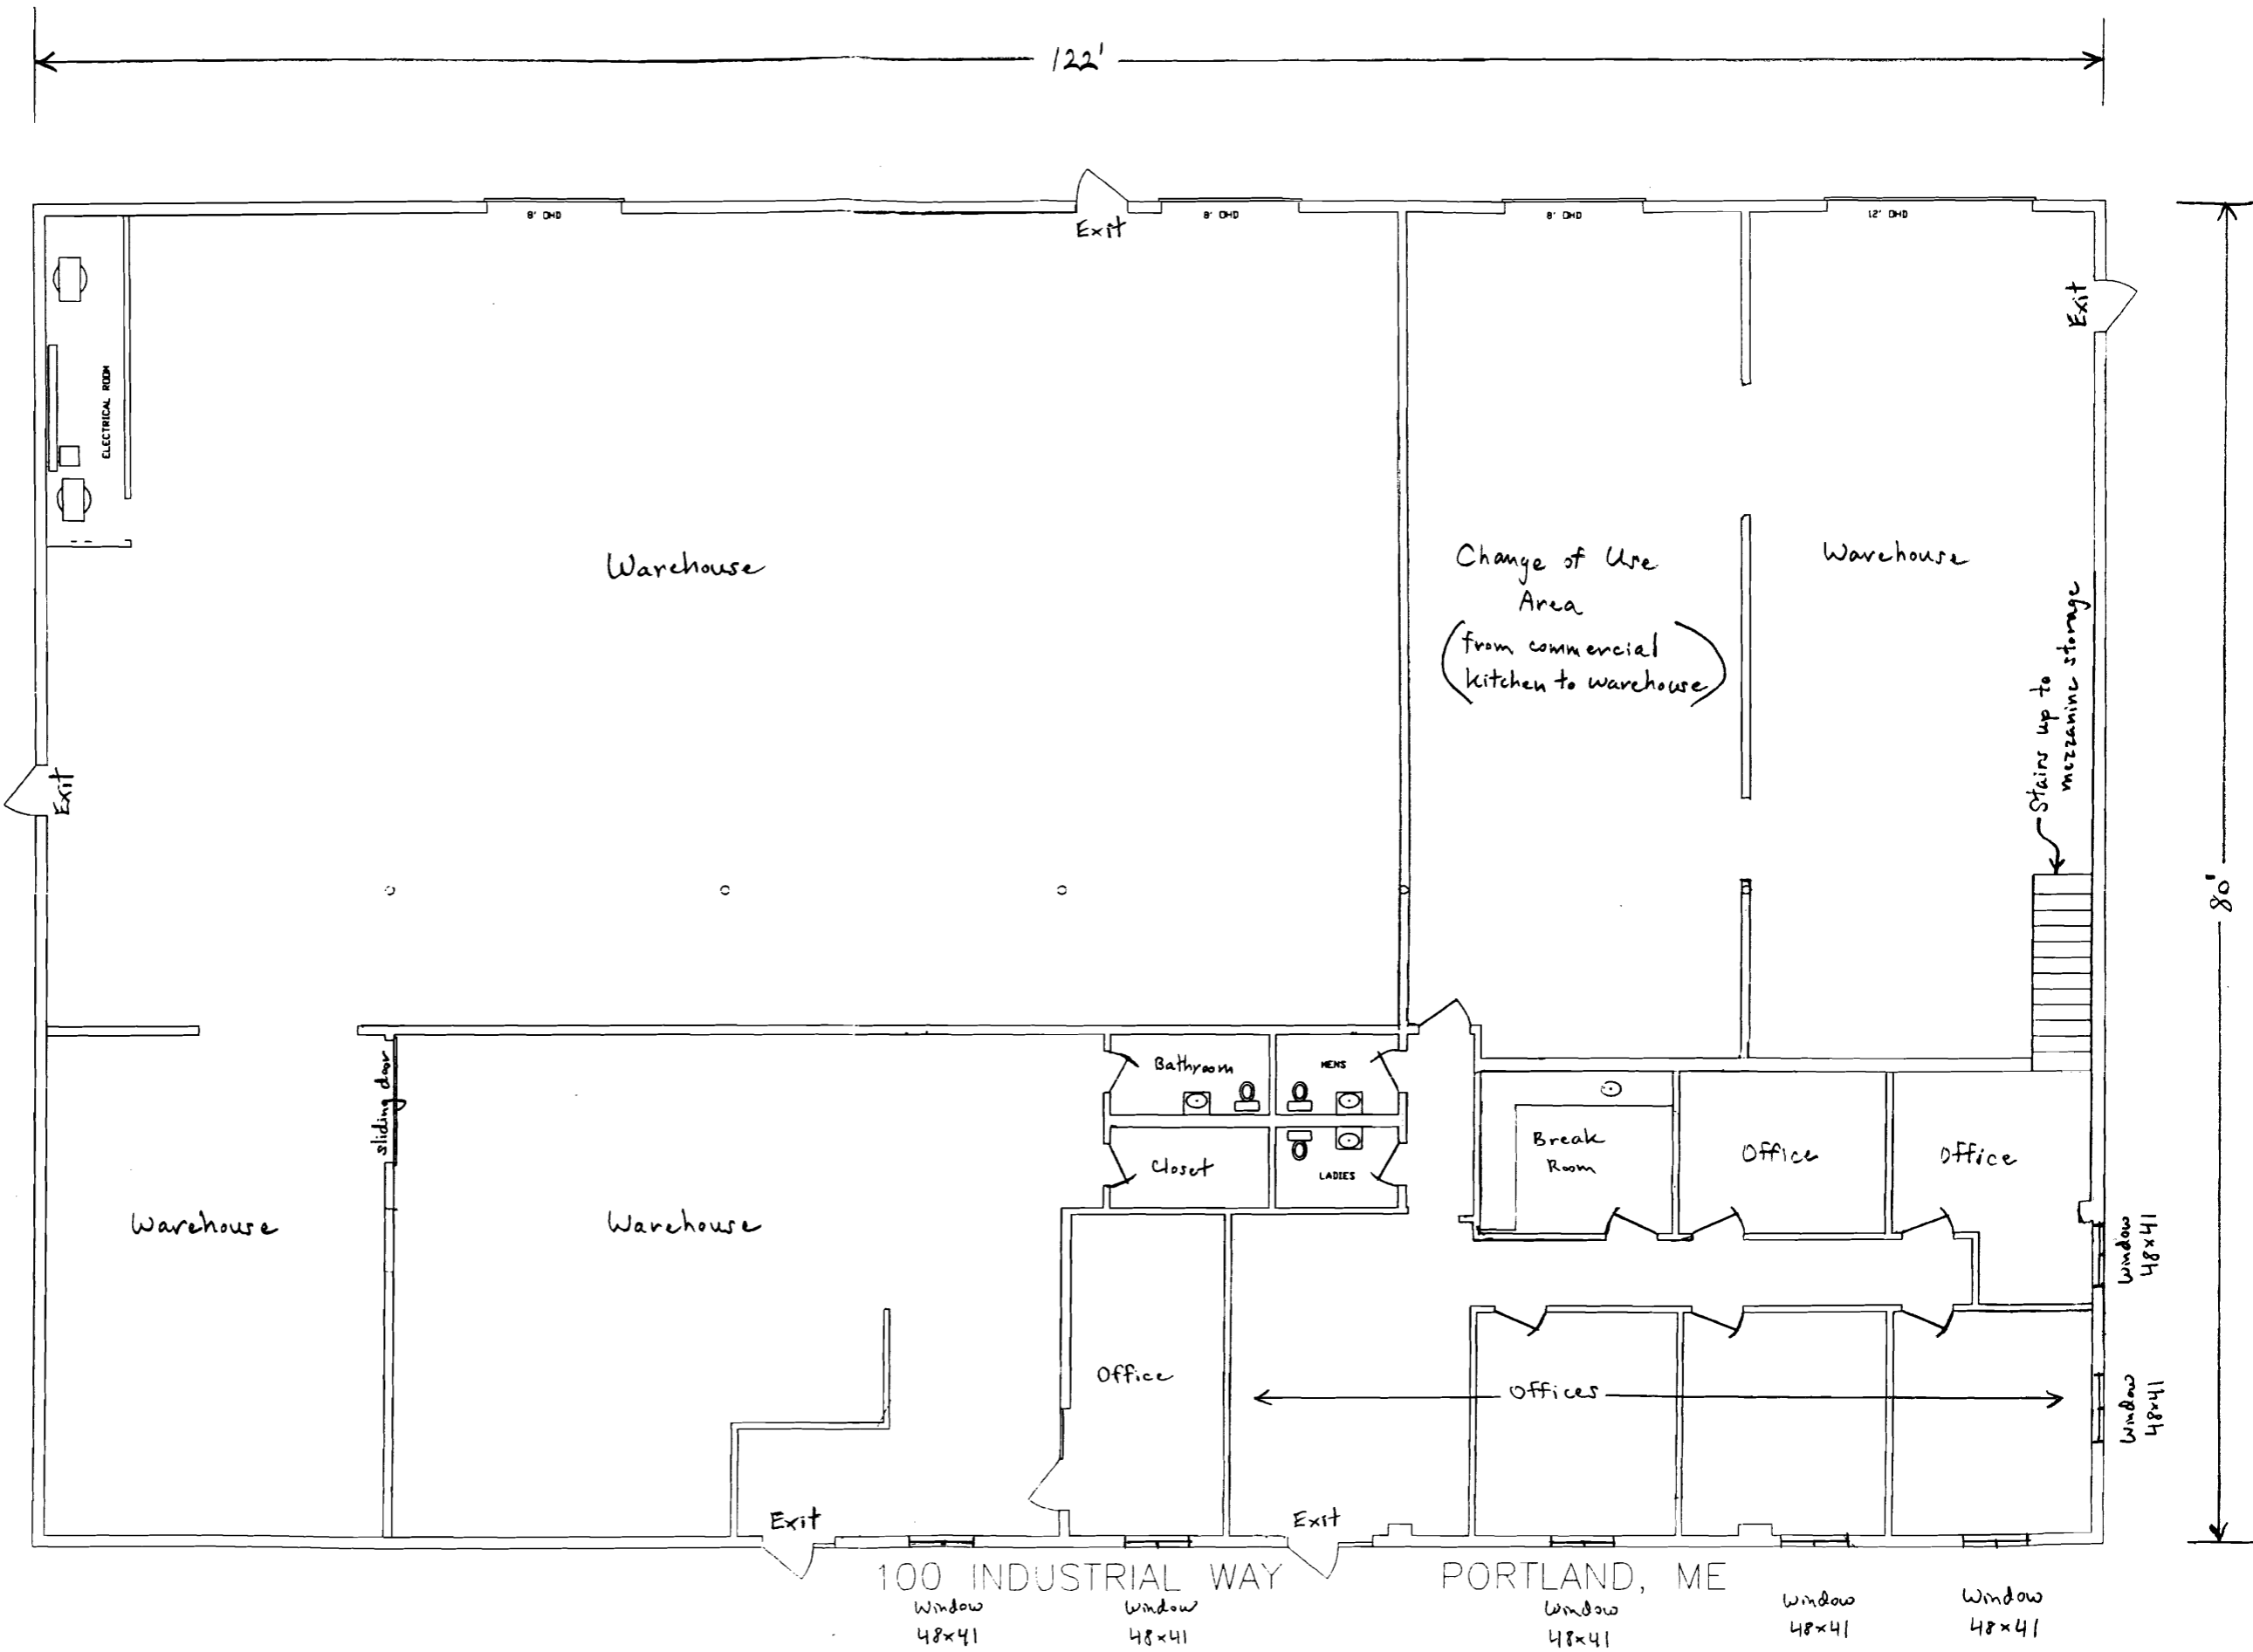 122'
8' OHD
8' OHD
8' OHD
12' OHD
Exit
Exit
ELECTRICAL ROOM
Warehouse
Change of Use
Area
(from commercial
kitchen to warehouse)
Warehouse
Stairs up to
mezzanine storage
Exit
80'
sliding door
Bathroom
MENS
Closet
LADIES
Break
Room
Office
Office
Warehouse
Warehouse
Window
48x41
Office
Offices
Window
48x41
Exit
Exit
100 INDUSTRIAL WAY PORTLAND, ME
Window
48x41
Window
48x41
Window
48x41
Window
48x41
Window
48x41